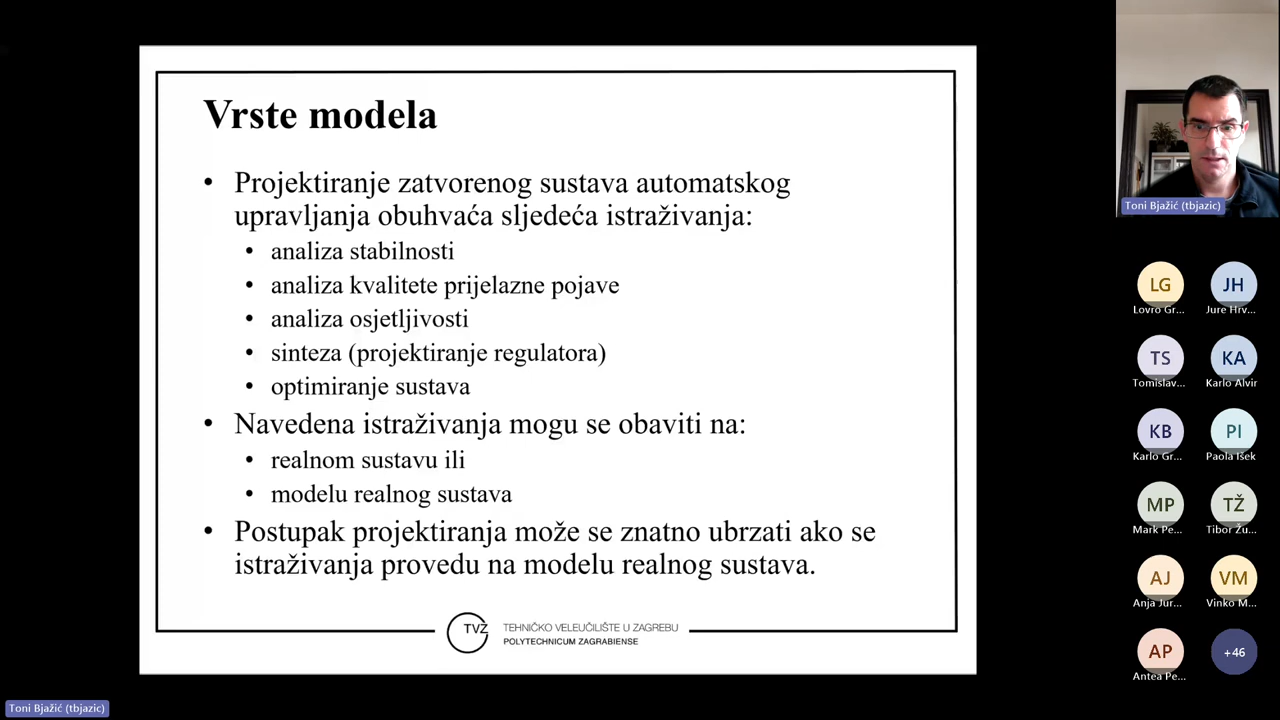 Vrste modela
• Projektiranje zatvorenog sustava automatskog
upravljanja obuhvaća sljedeća istraživanja:
• analiza stabilnosti
• analiza kvalitete prijelazne pojave
• analiza osjetljivosti
• sinteza (projektiranje regulatora)
• optimiranje sustava
• Navedena istraživanja mogu se obaviti na:
• realnom sustavu ili
• modelu realnog sustava
• Postupak projektiranja može se znatno ubrzati ako se
istraživanja provedu na modelu realnog sustava.
TVZ
TEHNIČKO VELEUČILIŠTE U ZAGREBU
POLYTECHNICUM ZAGRABIENSE
Toni Bjažić (tbjazic)
LG
Lovro Gr...
JH
Jure Hrv...
TS
Tomislav...
KA
Karlo Alvir
KB
Karlo Gr...
PI
Paola Išek
MP
Mark Pe...
TŽ
Tibor Žu...
AJ
Anja Jur...
VM
Vinko M...
AP
Antea Pe...
+46
Toni Bjažić (tbjazic)